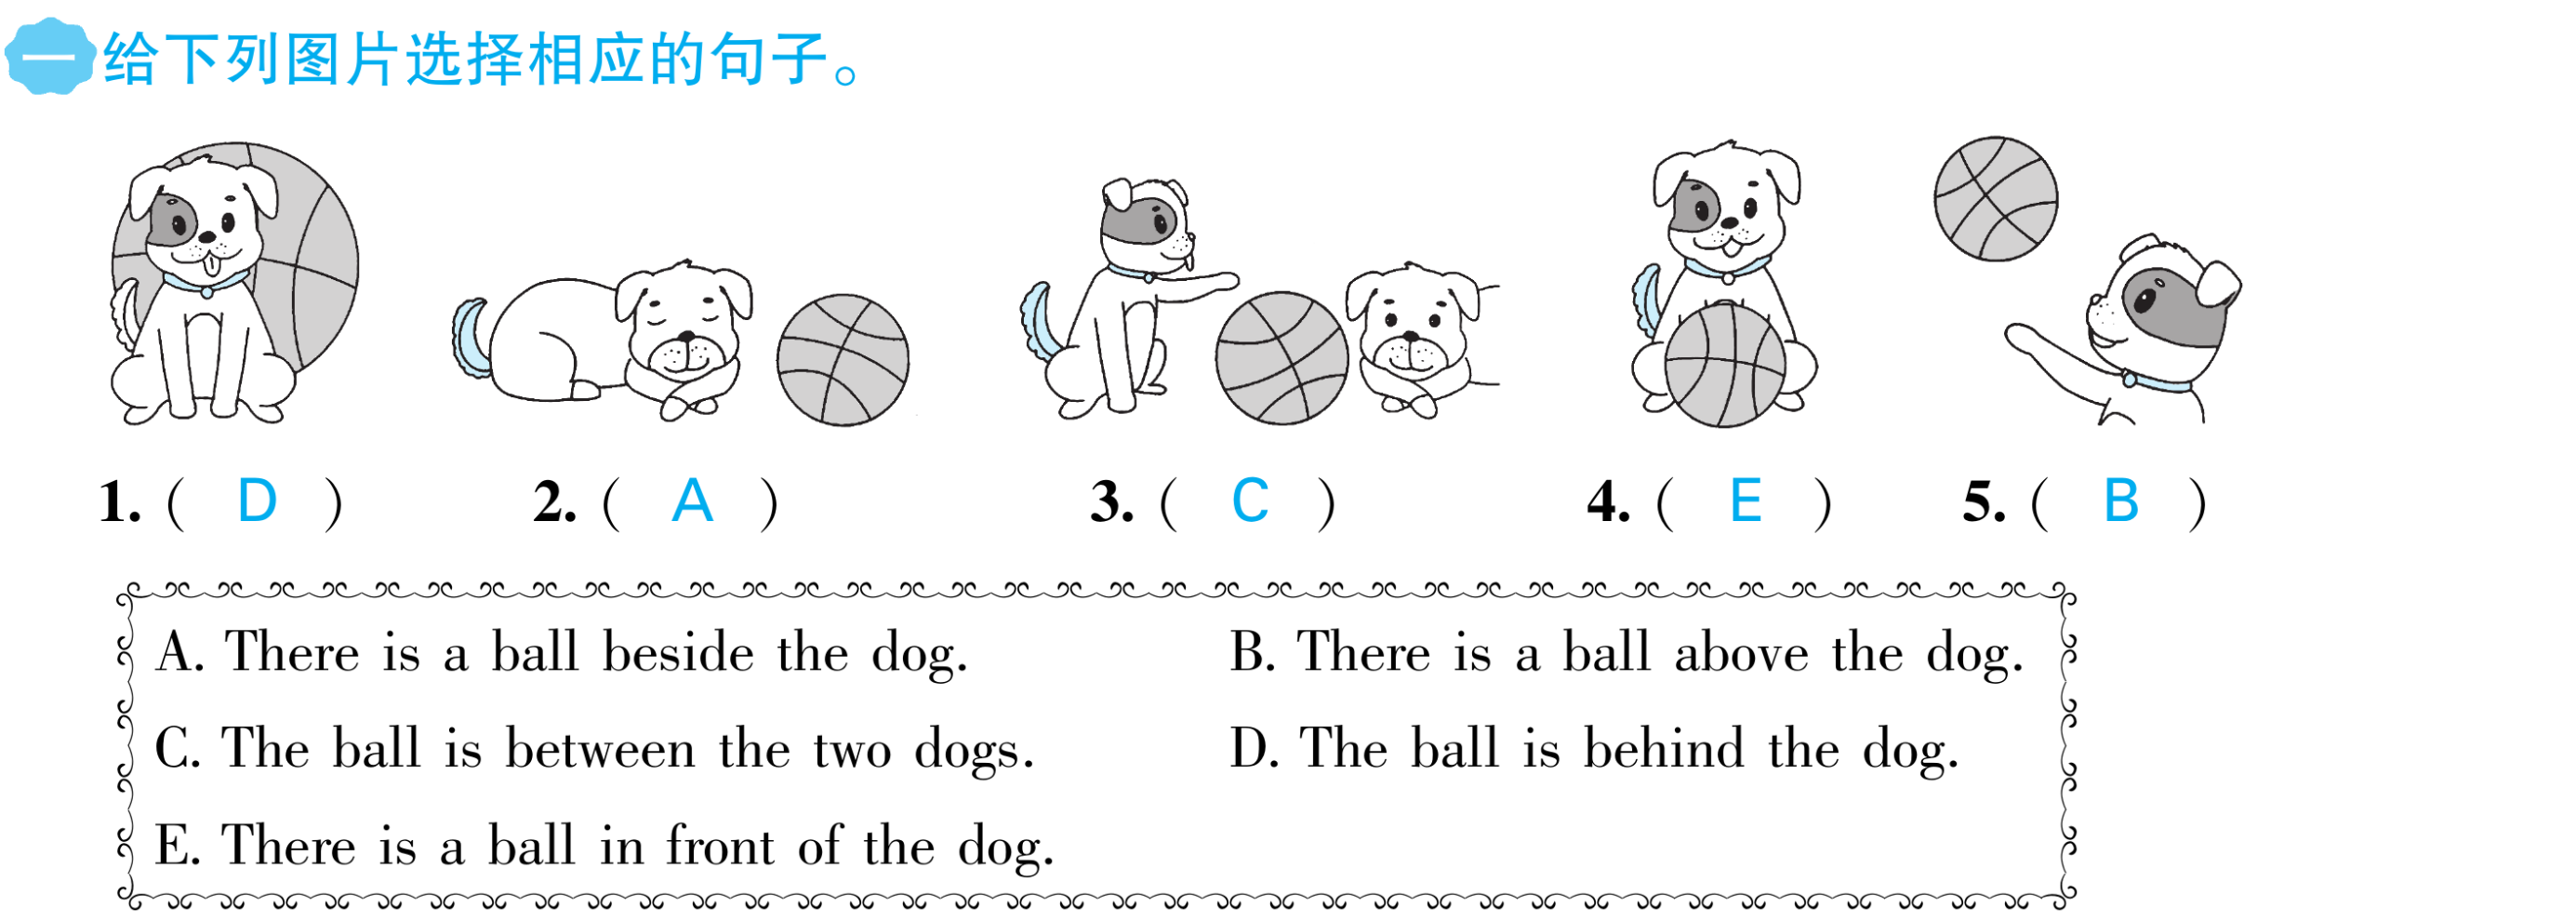 一 给下列图片选择相应的句子。
1. ( D ) 2. ( A ) 3. ( C ) 4. ( E ) 5. ( B )
A. There is a ball beside the dog. B. There is a ball above the dog.
C. The ball is between the two dogs. D. The ball is behind the dog.
E. There is a ball in front of the dog.